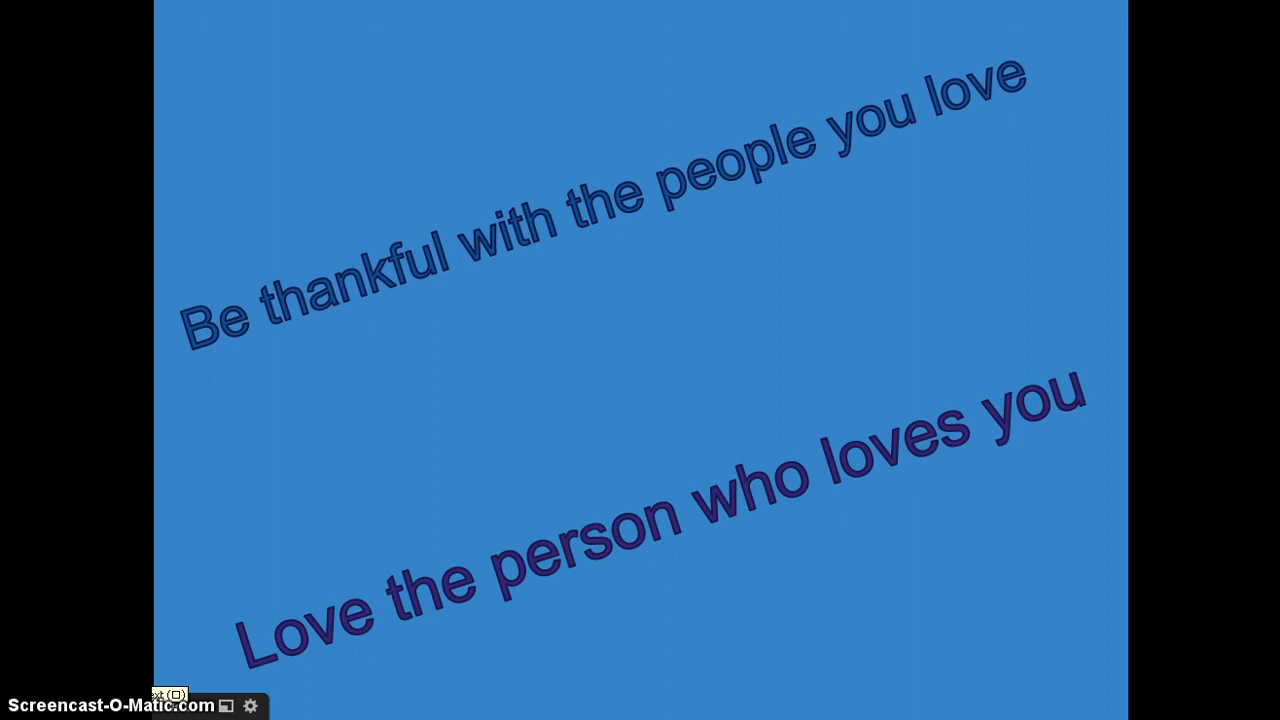 Be thankful with the people you love
Love the person who loves you
Screencast-O-Matic.com